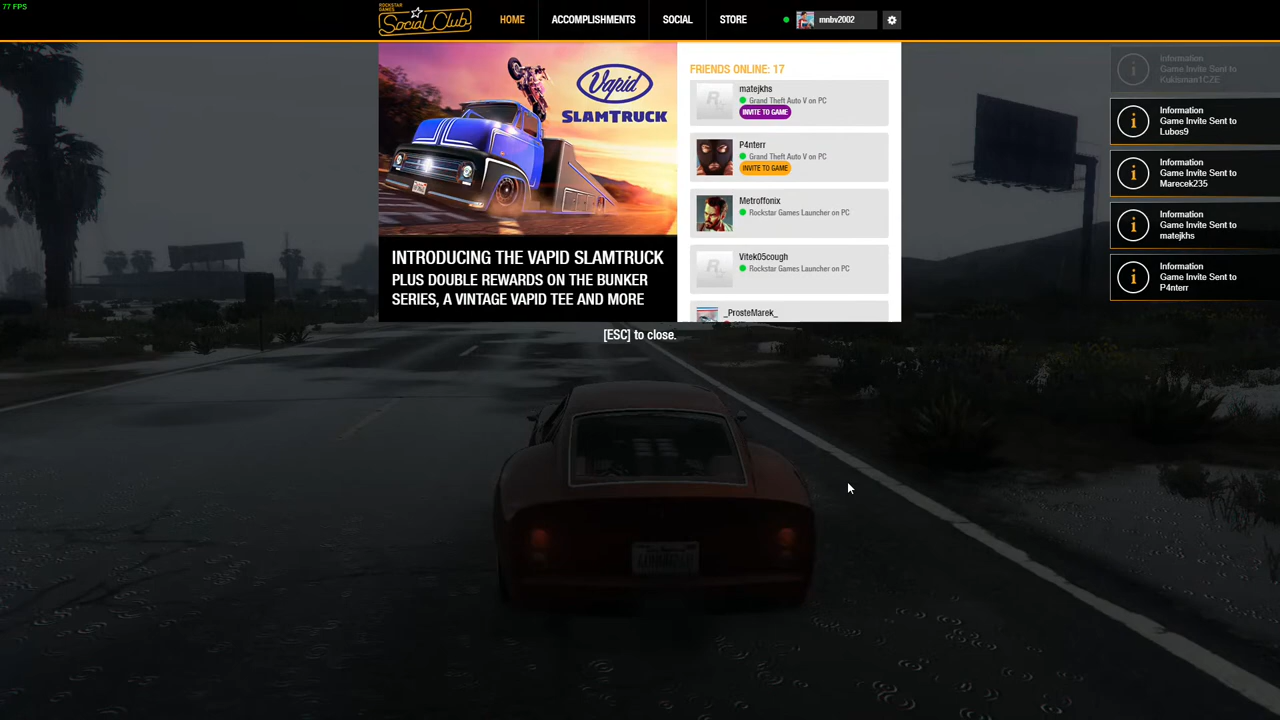 77 FPS
ROCKSTAR
GAMES
Social Club
HOME
ACCOMPLISHMENTS
SOCIAL
STORE
mnbv2002
Vapid
SLAMTRUCK
INTRODUCING THE VAPID SLAMTRUCK
PLUS DOUBLE REWARDS ON THE BUNKER
SERIES, A VINTAGE VAPID TEE AND MORE
FRIENDS ONLINE: 17
matejkhs
Grand Theft Auto V on PC
INVITE TO GAME
P4nterr
Grand Theft Auto V on PC
INVITE TO GAME
Metroffonix
Rockstar Games Launcher on PC
Vitek05cough
Rockstar Games Launcher on PC
_ProsteMarek_
[ESC] to close.
Information
Game Invite Sent to
Kukisman1CZE
Information
Game Invite Sent to
Lubos9
Information
Game Invite Sent to
Marecek235
Information
Game Invite Sent to
matejkhs
Information
Game Invite Sent to
P4nterr